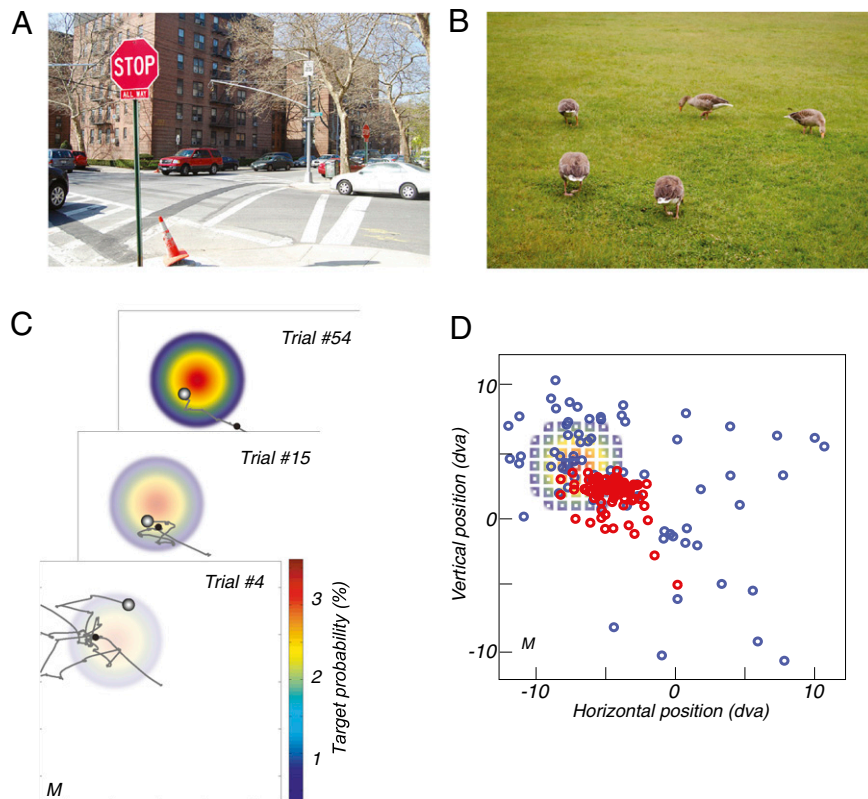 A
STOP
ALL WAY
B
C
Trial #54
Trial #15
Trial #4
3
2
1
Target probability (%)
M
D
10
0
-10
Vertical position (dva)
M
-10
0
10
Horizontal position (dva)